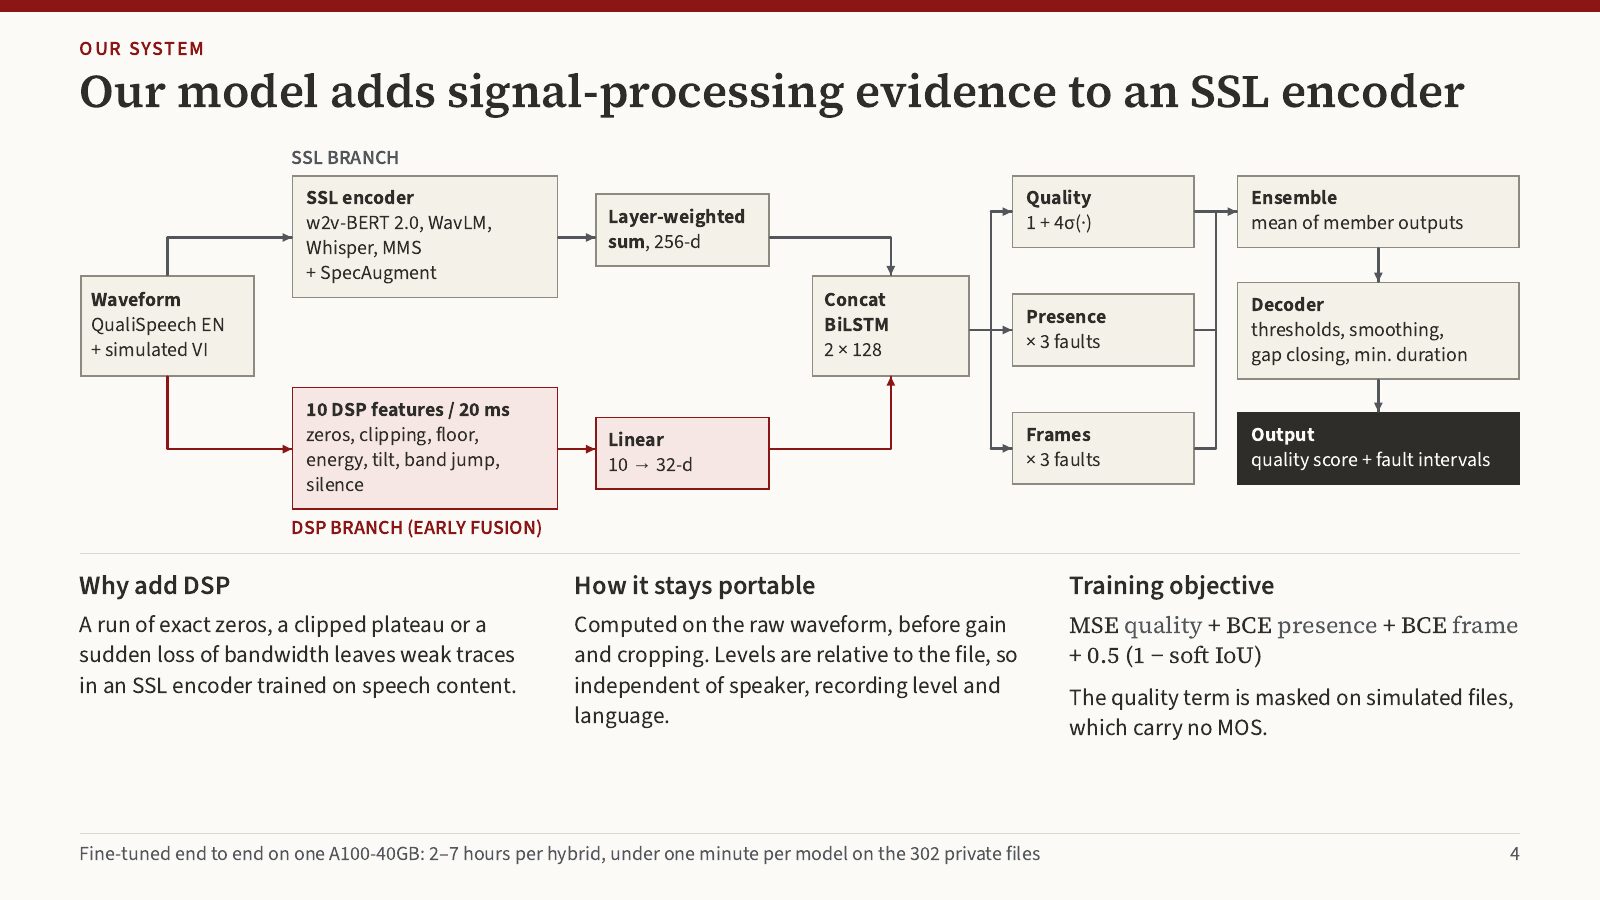 OUR SYSTEM
Our model adds signal-processing evidence to an SSL encoder
SSL BRANCH
Waveform
QualiSpeech EN
+ simulated VI
SSL encoder
w2v-BERT 2.0, WavLM,
Whisper, MMS
+ SpecAugment
Layer-weighted
sum, 256-d
10 DSP features / 20 ms
zeros, clipping, floor,
energy, tilt, band jump,
silence
DSP BRANCH (EARLY FUSION)
Linear
10 → 32-d
Concat
BiLSTM
2 × 128
Quality
1 + 4σ(·)
Presence
× 3 faults
Frames
× 3 faults
Ensemble
mean of member outputs
Decoder
thresholds, smoothing,
gap closing, min. duration
Output
quality score + fault intervals
Why add DSP
A run of exact zeros, a clipped plateau or a
sudden loss of bandwidth leaves weak traces
in an SSL encoder trained on speech content.
How it stays portable
Computed on the raw waveform, before gain
and cropping. Levels are relative to the file, so
independent of speaker, recording level and
language.
Training objective
MSE quality + BCE presence + BCE frame
+ 0.5 (1 − soft IoU)
The quality term is masked on simulated files,
which carry no MOS.
Fine-tuned end to end on one A100-40GB: 2–7 hours per hybrid, under one minute per model on the 302 private files
4